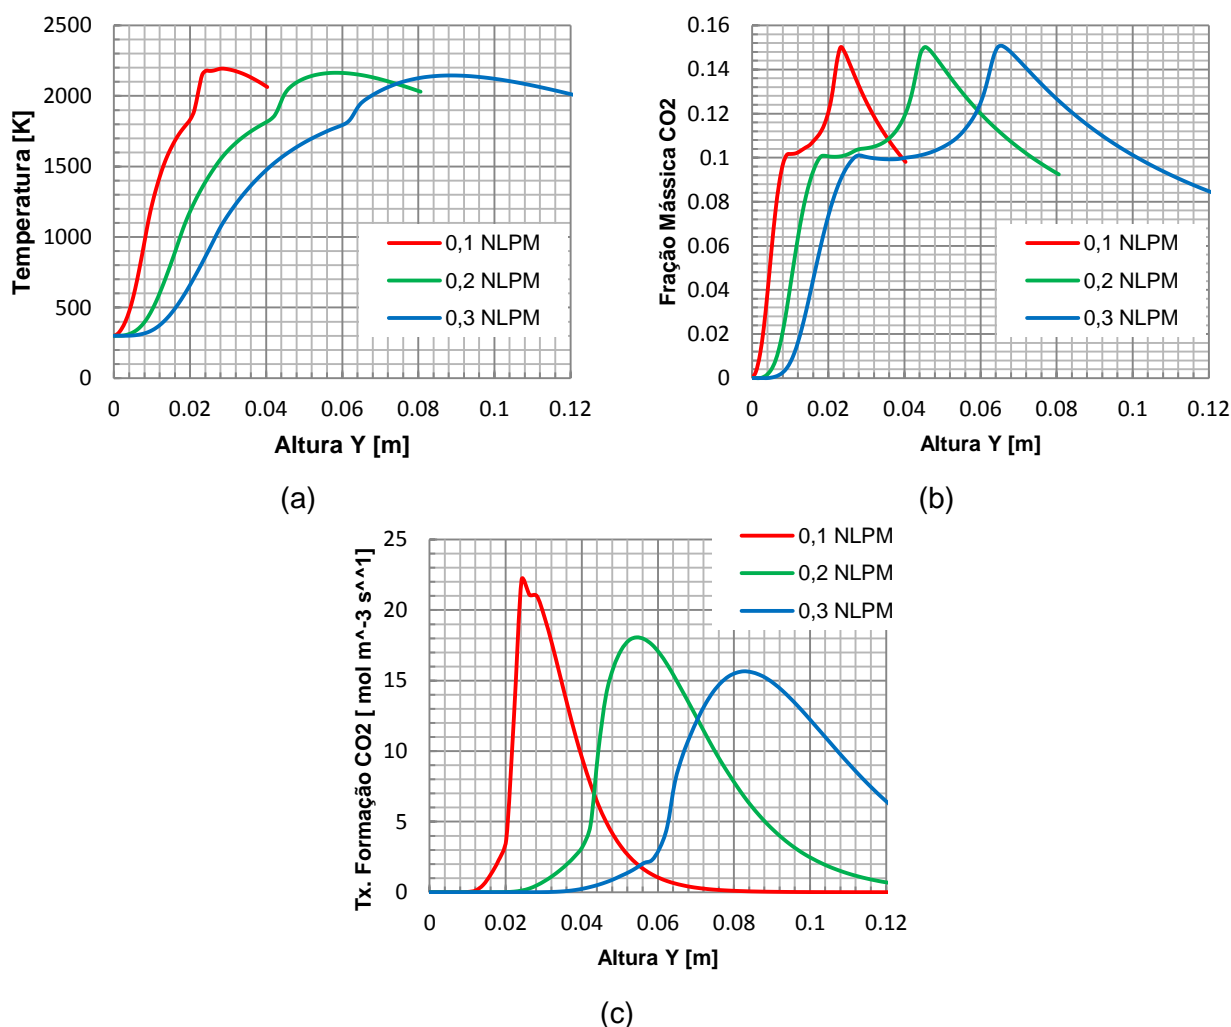 2500
2000
1500
1000
500
0
Temperatura [K]
0,1 NLPM
0,2 NLPM
0,3 NLPM
0 0.02 0.04 0.06 0.08 0.1 0.12
Altura Y [m]
(a)
0.16
0.14
0.12
0.1
0.08
0.06
0.04
0.02
0
Fração Mássica CO2
0,1 NLPM
0,2 NLPM
0,3 NLPM
0 0.02 0.04 0.06 0.08 0.1 0.12
Altura Y [m]
(b)
25
20
15
10
5
0
Tx. Formação CO2 [ mol m^-3 s^^1]
0,1 NLPM
0,2 NLPM
0,3 NLPM
0 0.02 0.04 0.06 0.08 0.1 0.12
Altura Y [m]
(c)